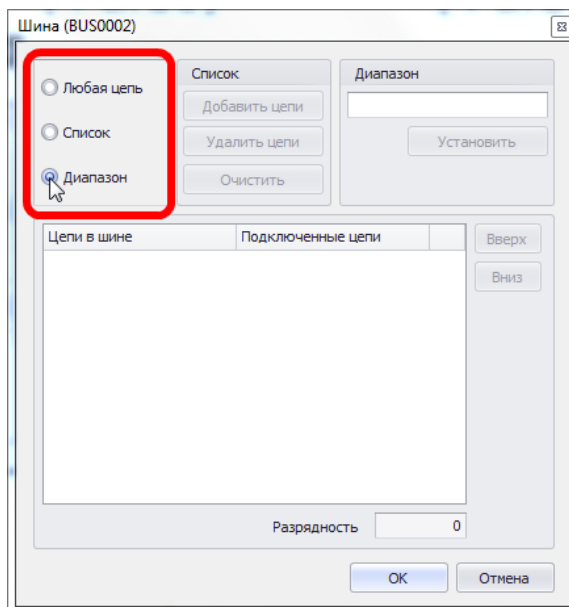 Шина (BUS0002)
Любая цепь
Список
Диапазон
Список
Добавить цепи
Удалить цепи
Очистить
Диапазон
Установить
Цепи в шине Подключенные цепи
Вверх
Вниз
Разрядность 0
OK Отмена